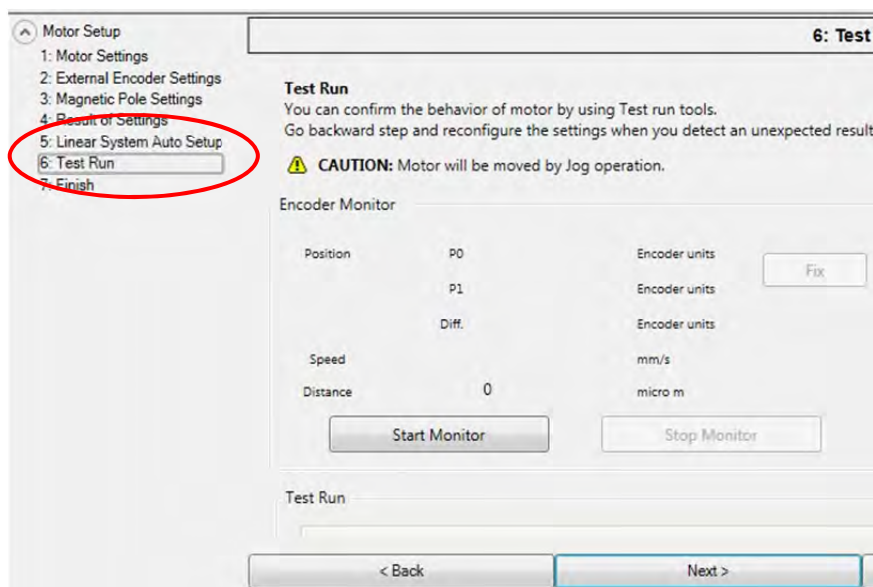 Motor Setup
1: Motor Settings
2: External Encoder Settings
3: Magnetic Pole Settings
4: Result of Settings
5: Linear System Auto Setup
6: Test Run
7: Finish
6: Test
Test Run
You can confirm the behavior of motor by using Test run tools.
Go backward step and reconfigure the settings when you detect an unexpected result
CAUTION: Motor will be moved by Jog operation.
Encoder Monitor
Position P0 Encoder units
Fix
P1 Encoder units
Diff. Encoder units
Speed mm/s
Distance 0 micro m
Start Monitor Stop Monitor
Test Run
< Back Next >